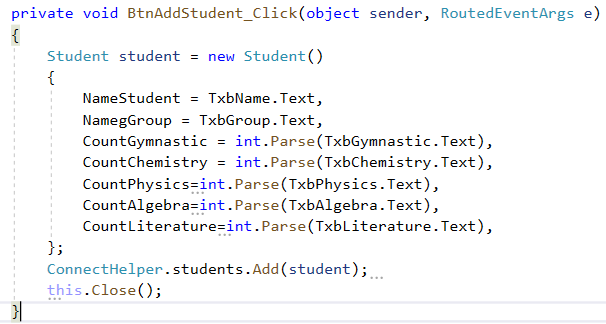 private void BtnAddStudent_Click(object sender, RoutedEventArgs e)
{
Student student = new Student()
{
NameStudent = TxbName.Text,
NamegGroup = TxbGroup.Text,
CountGymnastic = int.Parse(TxbGymnastic.Text),
CountChemistry = int.Parse(TxbChemistry.Text),
CountPhysics=int.Parse(TxbPhysics.Text),
CountAlgebra=int.Parse(TxbAlgebra.Text),
CountLiterature=int.Parse(TxbLiterature.Text),
};
ConnectHelper.students.Add(student);
this.Close();
}